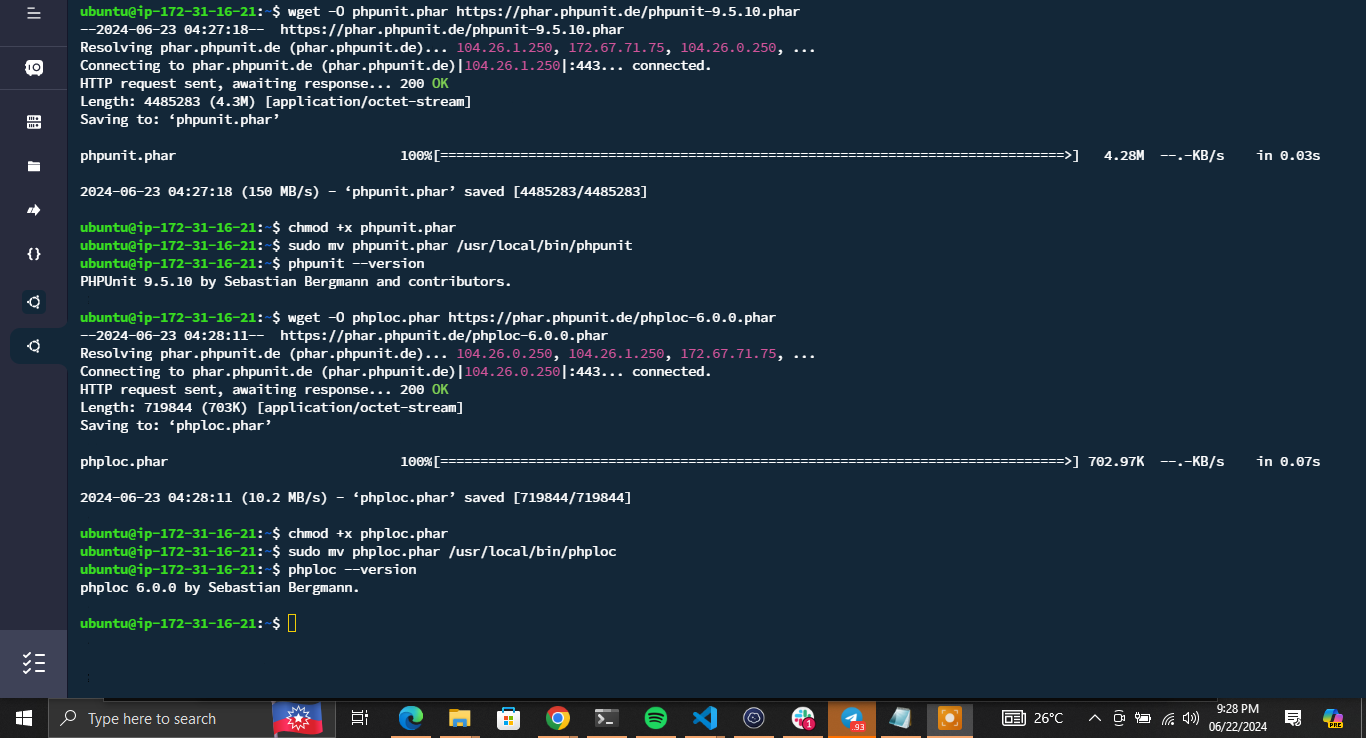 ubuntu@ip-172-31-16-21:~$ wget -O phpunit.phar https://phar.phpunit.de/phpunit-9.5.10.phar
--2024-06-23 04:27:18--  https://phar.phpunit.de/phpunit-9.5.10.phar
Resolving phar.phpunit.de (phar.phpunit.de)... 104.26.1.250, 172.67.71.75, 104.26.0.250, ...
Connecting to phar.phpunit.de (phar.phpunit.de)|104.26.1.250|:443... connected.
HTTP request sent, awaiting response... 200 OK
Length: 4485283 (4.3M) [application/octet-stream]
Saving to: ‘phpunit.phar’
phpunit.phar 100%[==============================================================================>] 4.28M --.-KB/s in 0.03s
2024-06-23 04:27:18 (150 MB/s) - ‘phpunit.phar’ saved [4485283/4485283]
ubuntu@ip-172-31-16-21:~$ chmod +x phpunit.phar
ubuntu@ip-172-31-16-21:~$ sudo mv phpunit.phar /usr/local/bin/phpunit
ubuntu@ip-172-31-16-21:~$ phpunit --version
PHPUnit 9.5.10 by Sebastian Bergmann and contributors.
ubuntu@ip-172-31-16-21:~$ wget -O phploc.phar https://phar.phpunit.de/phploc-6.0.0.phar
--2024-06-23 04:28:11--  https://phar.phpunit.de/phploc-6.0.0.phar
Resolving phar.phpunit.de (phar.phpunit.de)... 104.26.0.250, 104.26.1.250, 172.67.71.75, ...
Connecting to phar.phpunit.de (phar.phpunit.de)|104.26.0.250|:443... connected.
HTTP request sent, awaiting response... 200 OK
Length: 719844 (703K) [application/octet-stream]
Saving to: ‘phploc.phar’
phploc.phar 100%[==============================================================================>] 702.97K --.-KB/s in 0.07s
2024-06-23 04:28:11 (10.2 MB/s) - ‘phploc.phar’ saved [719844/719844]
ubuntu@ip-172-31-16-21:~$ chmod +x phploc.phar
ubuntu@ip-172-31-16-21:~$ sudo mv phploc.phar /usr/local/bin/phploc
ubuntu@ip-172-31-16-21:~$ phploc --version
phploc 6.0.0 by Sebastian Bergmann.
ubuntu@ip-172-31-16-21:~$
Type here to search
1
93
26°C
9:28 PM
06/22/2024
PRE